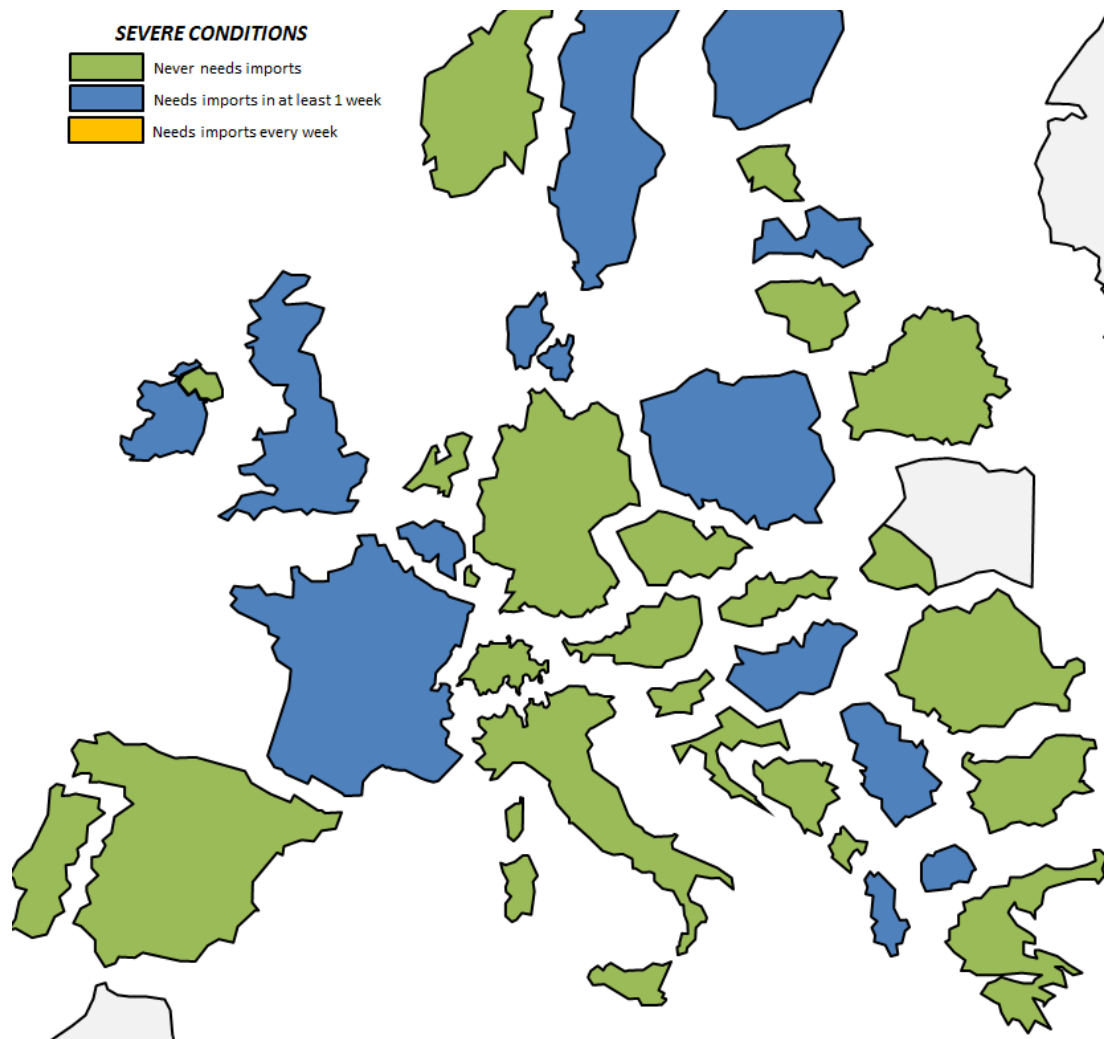 SEVERE CONDITIONS
Never needs imports
Needs imports in at least 1 week
Needs imports every week